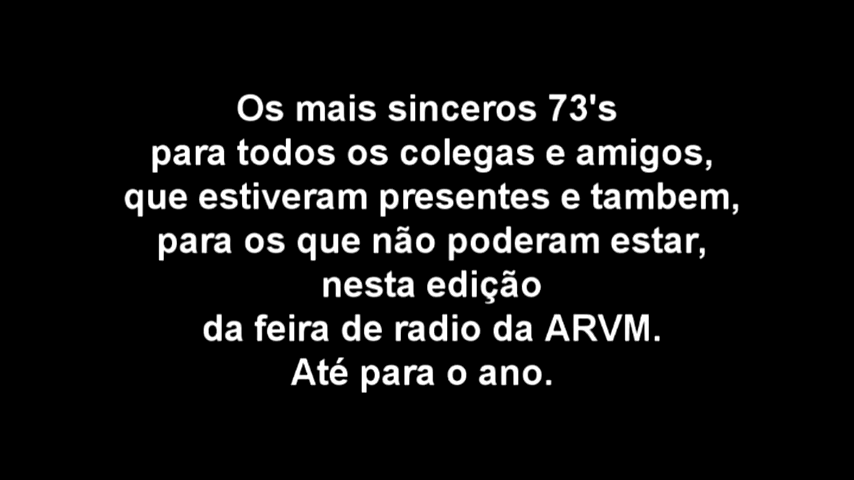 Os mais sinceros 73's
para todos os colegas e amigos,
que estiveram presentes e tambem,
para os que não poderam estar,
nesta edição
da feira de radio da ARVM.
Até para o ano.